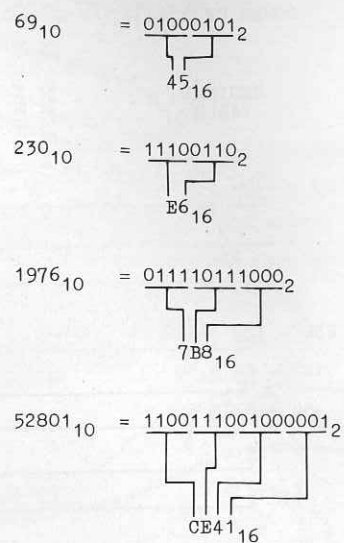 69₁₀ = 01000101₂
45₁₆
230₁₀ = 11100110₂
E6₁₆
1976₁₀ = 011110111000₂
7B8₁₆
52801₁₀ = 1100111001000001₂
CE41₁₆